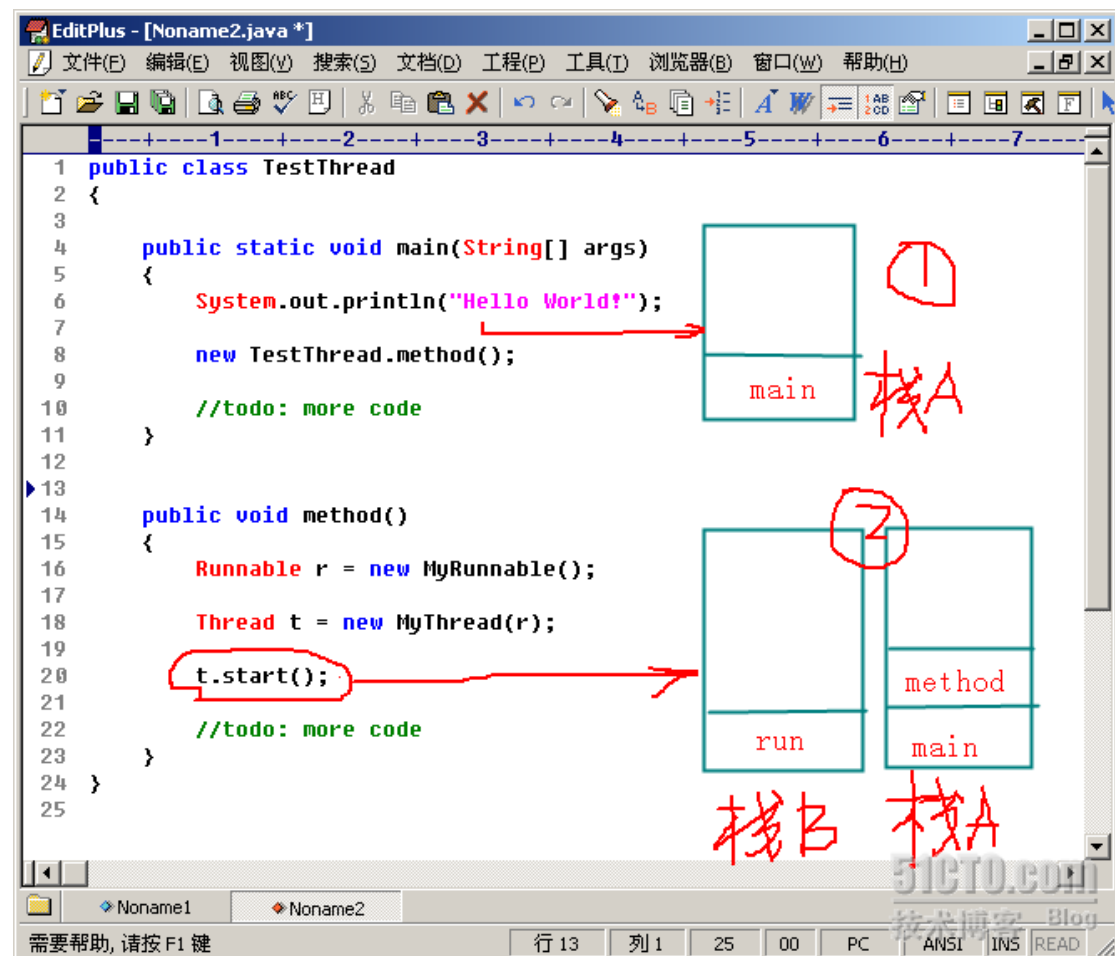 EditPlus - [Noname2.java *]
文件(F) 编辑(E) 视图(V) 搜索(S) 文档(D) 工程(P) 工具(T) 浏览器(B) 窗口(W) 帮助(H)
----+----1----+----2----+----3----+----4----+----5----+----6----+----7-----
1 public class TestThread
2 {
3
4 public static void main(String[] args)
5 {
6 System.out.println("Hello World!");
7
8 new TestThread.method();
9
10 //todo: more code
11 }
12
13
14 public void method()
15 {
16 Runnable r = new MyRunnable();
17
18 Thread t = new MyThread(r);
19
20 t.start();
21
22 //todo: more code
23 }
24 }
25
1
main
栈A
2
method
run main
栈B 栈A
51CTO.com
技术博客 Blog
Noname1 Noname2
需要帮助, 请按 F1 键 行 13 列 1 25 00 PC ANSI INS READ